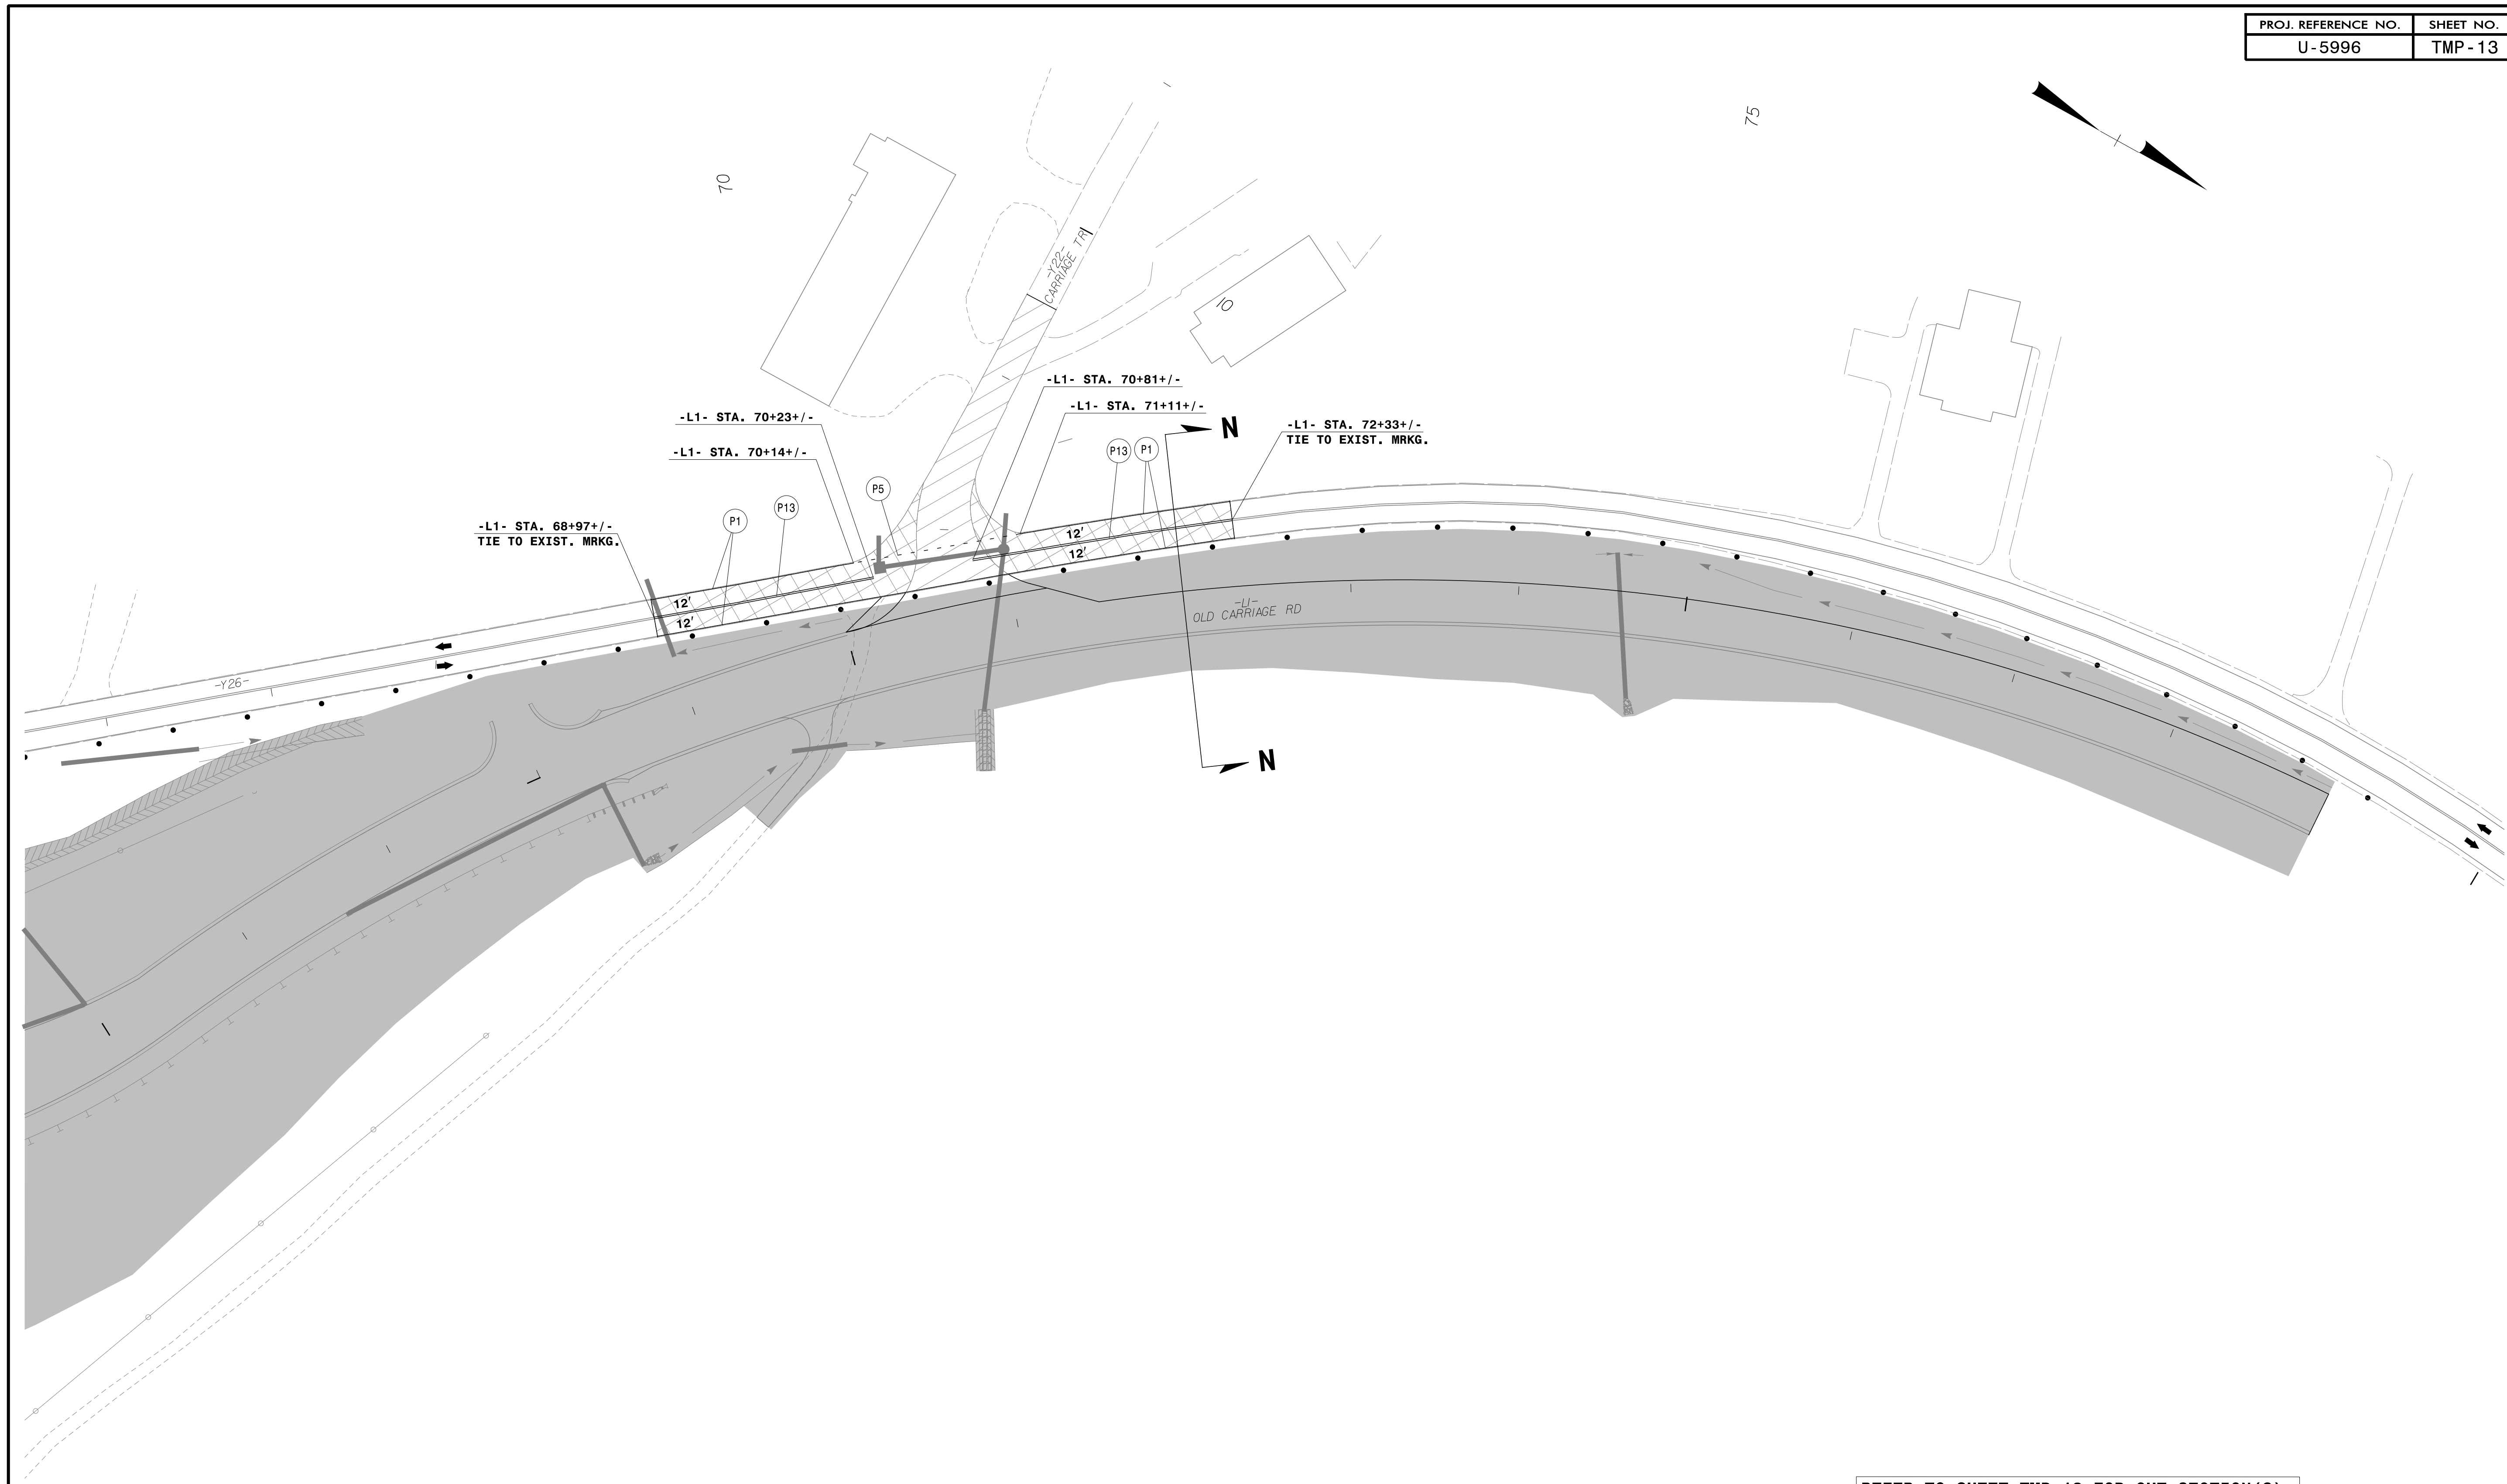 PROJ. REFERENCE NO. SHEET NO.
U-5996 TMP-13
75
70
-Y22-
CARRIAGE TR
10
-L1- STA. 70+81+/-
-L1- STA. 71+11+/-
-L1- STA. 70+23+/-
-L1- STA. 70+14+/-
-L1- STA. 72+33+/-
TIE TO EXIST. MRKG.
N
P13
P1
P5
P13
P1
-L1- STA. 68+97+/-
TIE TO EXIST. MRKG.
12'
12'
12'
12'
-L1-
OLD CARRIAGE RD
-Y26-
N